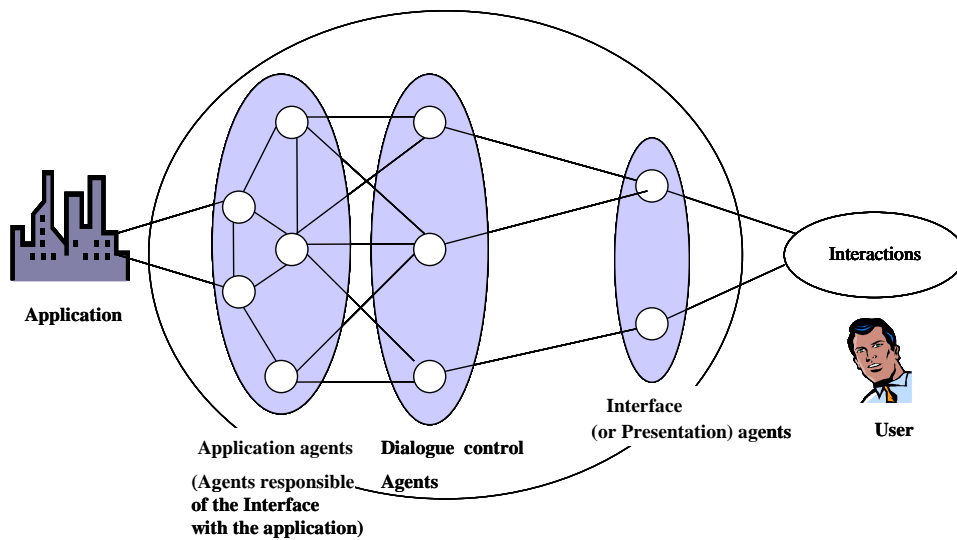 Interactions
Application
Interface
(or Presentation) agents
User
Application agents
(Agents responsible
of the Interface
with the application)
Dialogue control
Agents